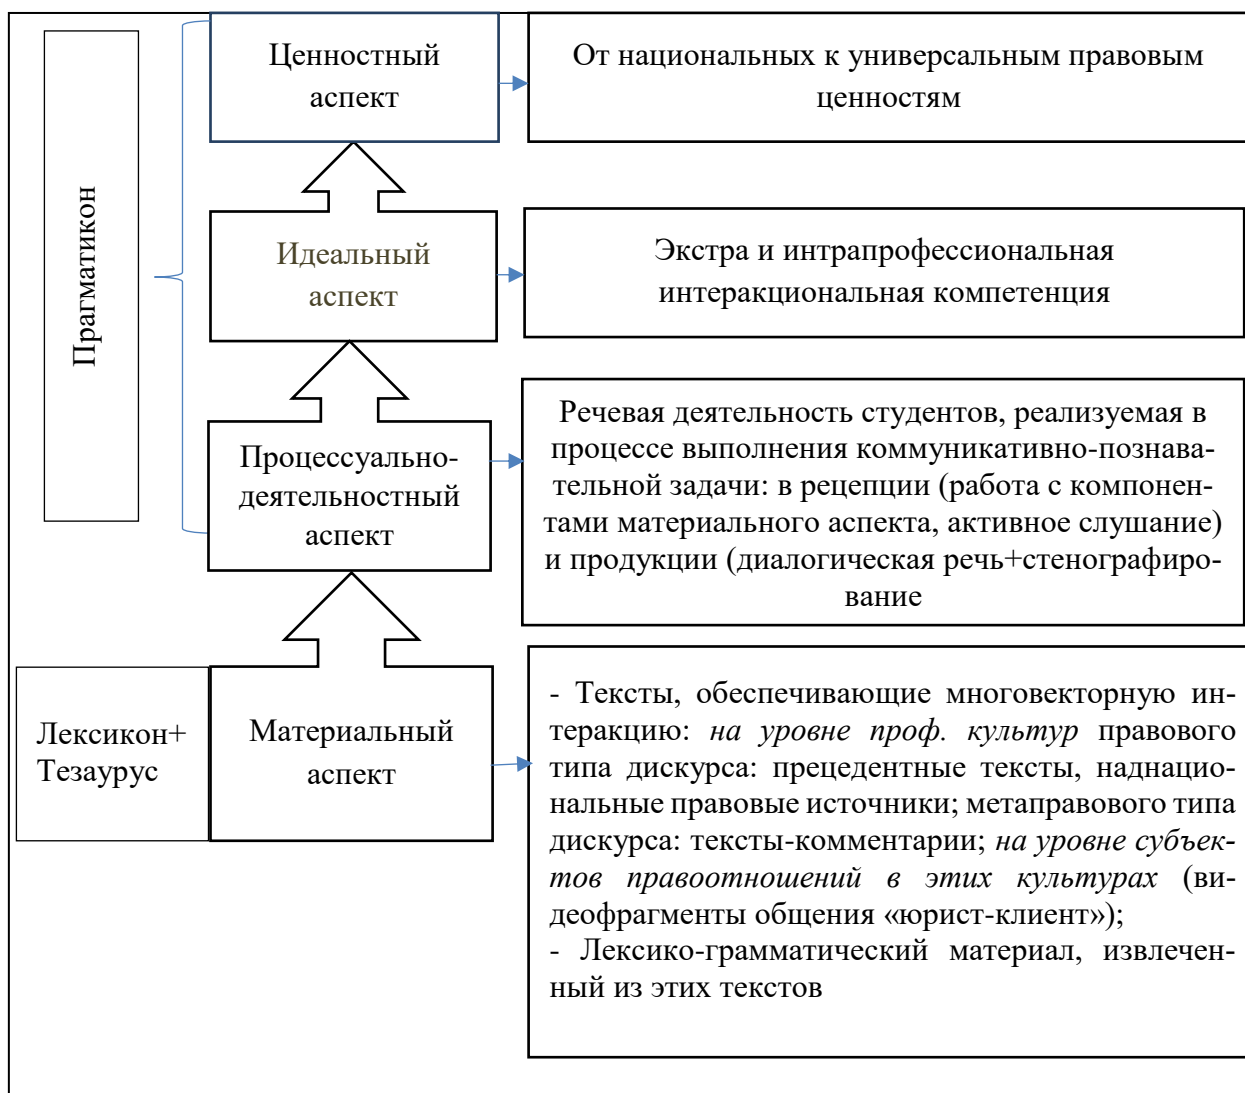 Прагматикон
Ценностный
аспект
От национальных к универсальным правовым
ценностям
Идеальный
аспект
Экстра и интрапрофессиональная
интеракциональная компетенция
Процессуально-
деятельностный
аспект
Речевая деятельность студентов, реализуемая в
процессе выполнения коммуникативно-познава-
тельной задачи: в рецепции (работа с компонен-
тами материального аспекта, активное слушание)
и продукции (диалогическая речь+стенографиро-
вание
Лексикон+
Тезаурус
Материальный
аспект
- Тексты, обеспечивающие многовекторную ин-
теракцию: на уровне проф. культур правового
типа дискурса: прецедентные тексты, наднацио-
нальные правовые источники; метаправового типа
дискурса: тексты-комментарии; на уровне субъек-
тов правоотношений в этих культурах (ви-
деофрагменты общения «юрист-клиент»);
- Лексико-грамматический материал, извлечен-
ный из этих текстов